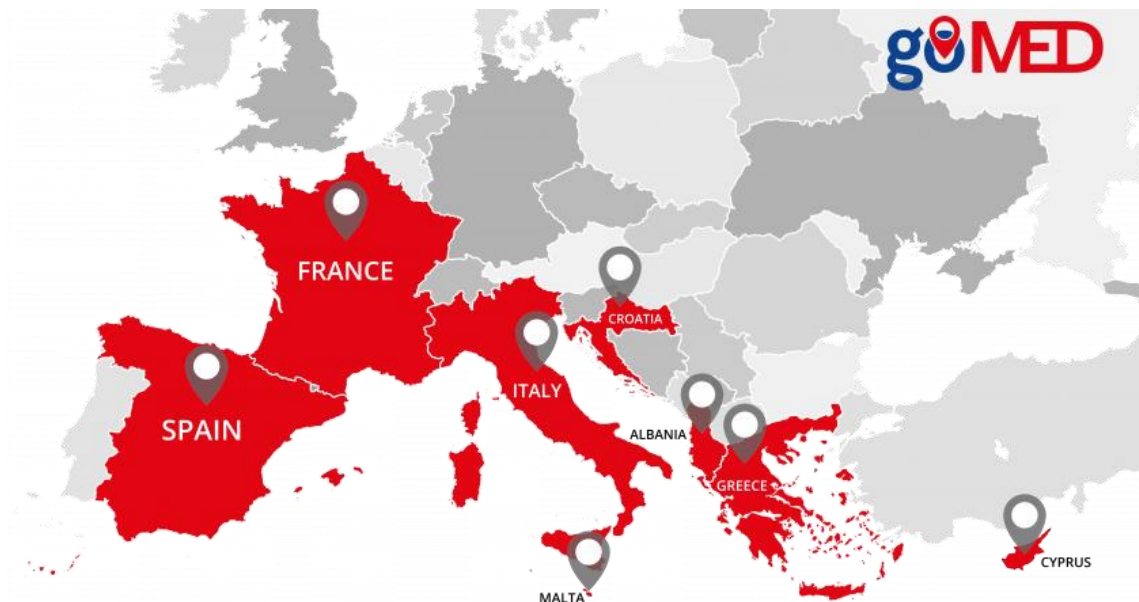 goMED
FRANCE
CROATIA
ITALY
SPAIN
ALBANIA
GREECE
CYPRUS
MALTA